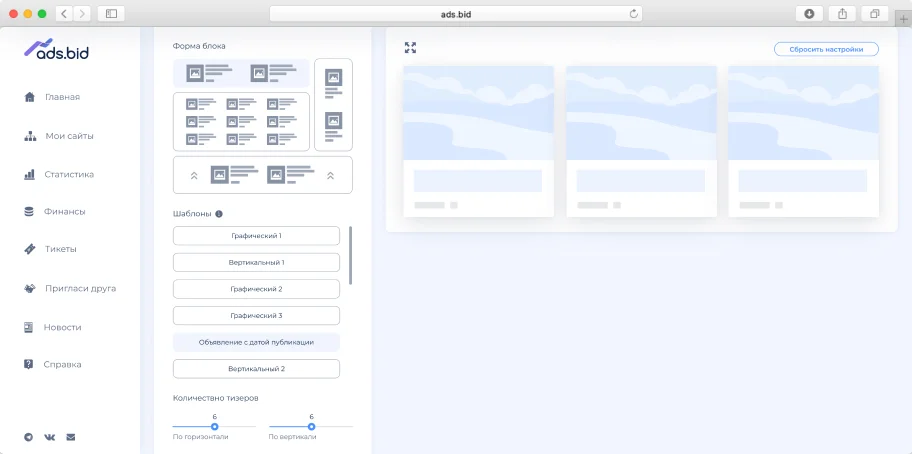 ads.bid
ads.bid
Главная
Мои сайты
Статистика
Финансы
Тикеты
Пригласи друга
Новости
Справка
Форма блока
Шаблоны
Графический 1
Вертикальный 1
Графический 2
Графический 3
Объявление с датой публикации
Вертикальный 2
Количествно тизеров
6
6
По горизонтали
По вертикали
Сбросить настройки